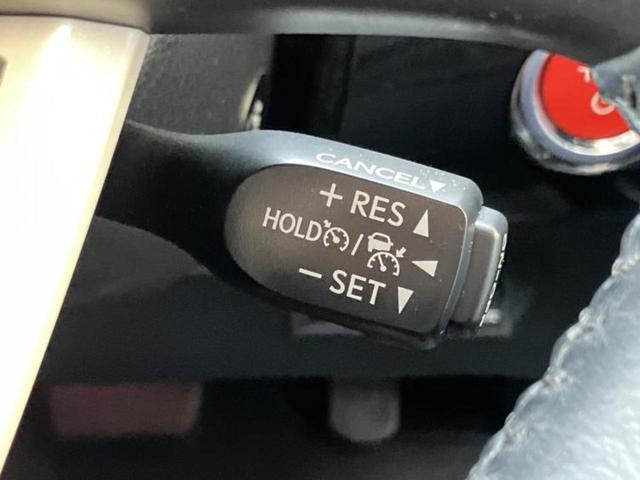 CANCEL▼
+ RES ▲
HOLD / ◀
− SET ▼